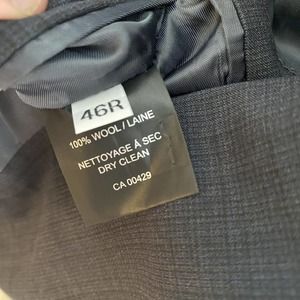 46R
100% WOOL / LAINE
NETTOYAGE À SEC
DRY CLEAN
CA 00429